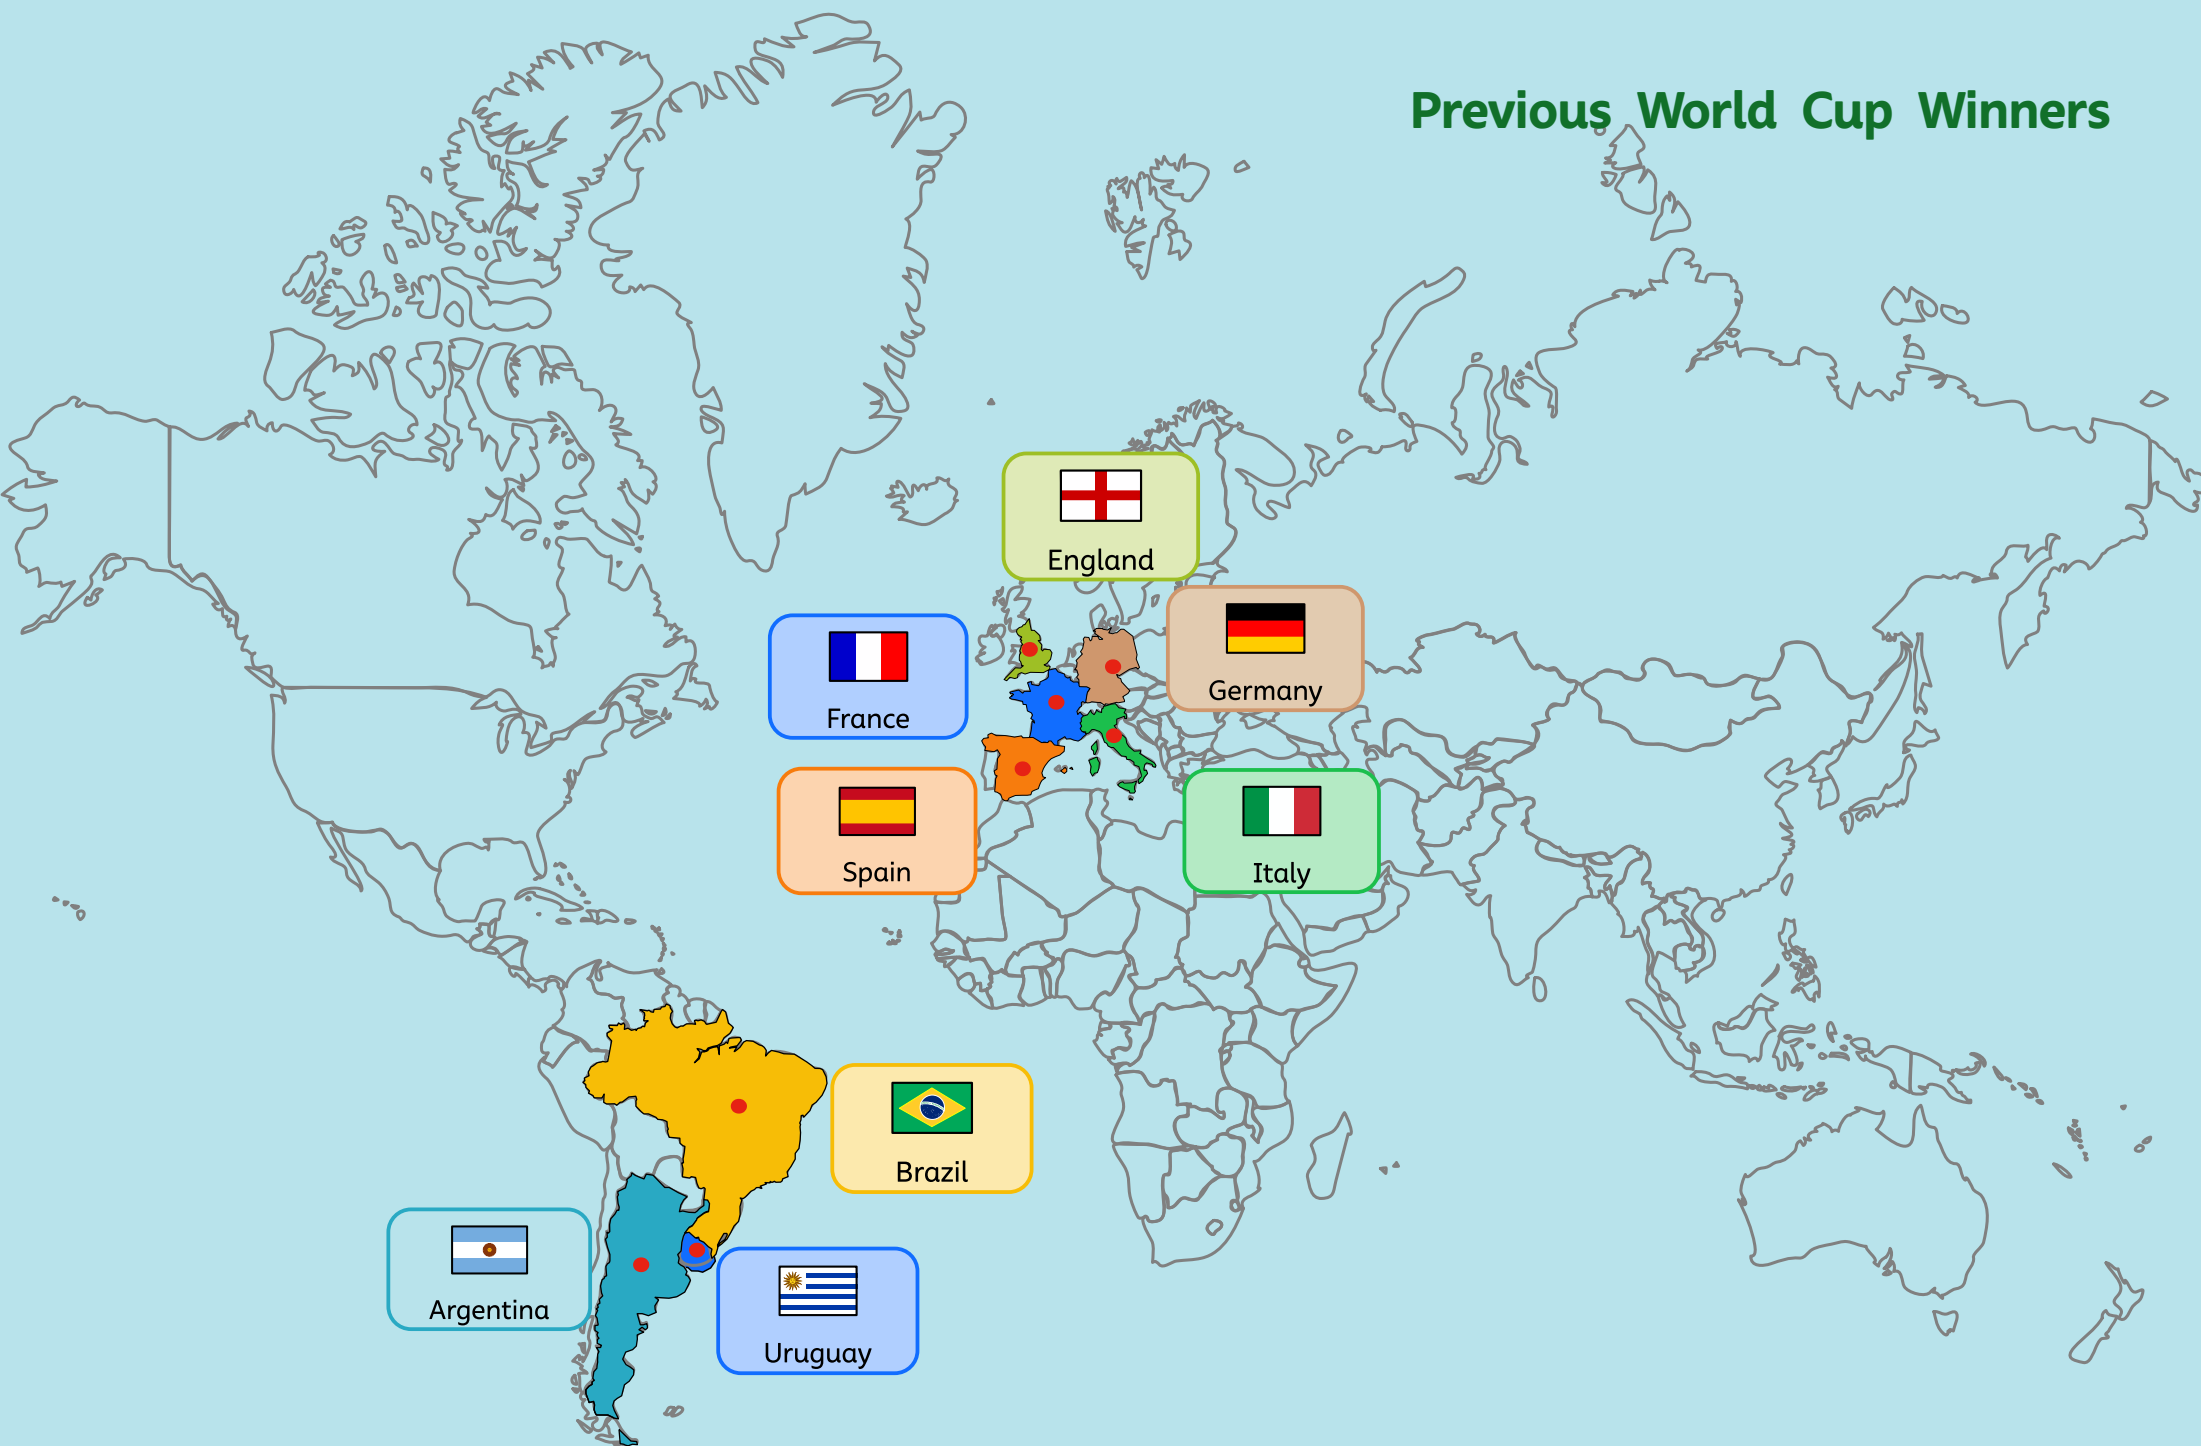 Previous World Cup Winners
England
Germany
France
Spain
Italy
Brazil
Argentina
Uruguay